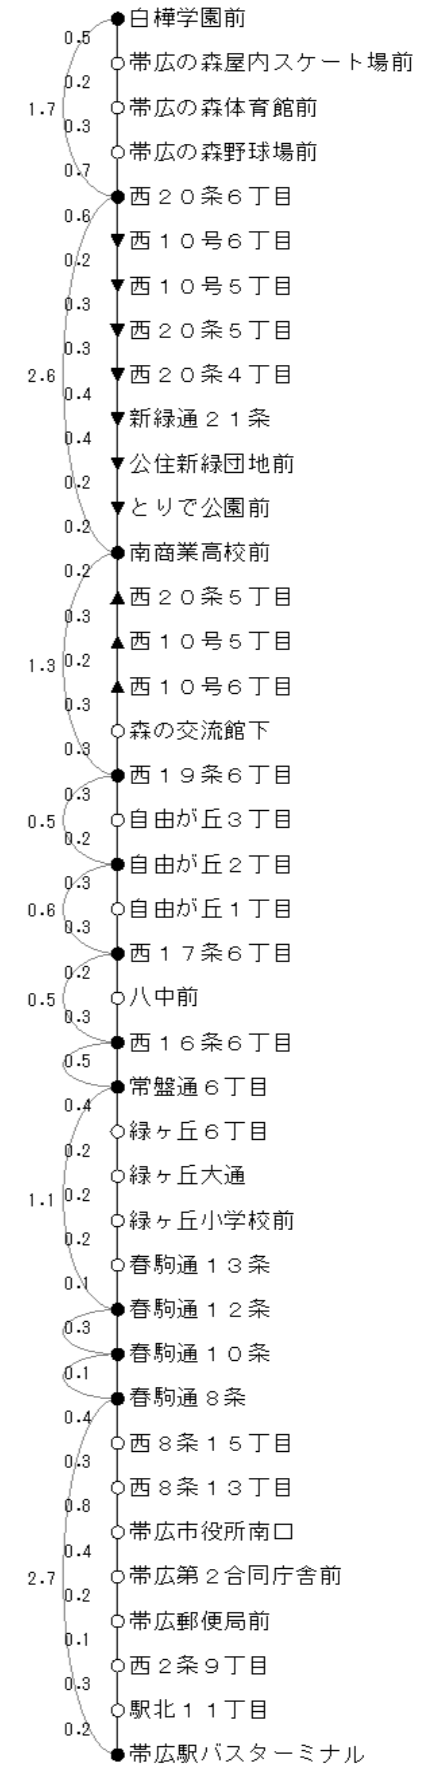 白樺学園前
0.5
帯広の森屋内スケート場前
0.2
1.7
帯広の森体育館前
0.3
帯広の森野球場前
0.7
西２０条６丁目
0.6
▼西１０号６丁目
0.2
▼西１０号５丁目
0.3
▼西２０条５丁目
0.3
2.6
▼西２０条４丁目
0.4
▼新緑通２１条
0.4
▼公住新緑団地前
0.2
▼とりで公園前
0.2
南商業高校前
0.2
▲西２０条５丁目
0.3
▲西１０号５丁目
1.3
0.2
▲西１０号６丁目
0.3
森の交流館下
0.3
西１９条６丁目
0.3
0.5
自由が丘３丁目
0.2
自由が丘２丁目
0.3
0.6
自由が丘１丁目
0.3
西１７条６丁目
0.2
0.5
八中前
0.3
西１６条６丁目
0.5
常盤通６丁目
0.4
緑ヶ丘６丁目
0.2
緑ヶ丘大通
1.1
0.2
緑ヶ丘小学校前
0.2
春駒通１３条
0.1
春駒通１２条
0.3
春駒通１０条
0.1
春駒通８条
0.4
西８条１５丁目
0.3
西８条１３丁目
0.8
帯広市役所南口
0.4
2.7
帯広第２合同庁舎前
0.2
帯広郵便局前
0.1
西２条９丁目
0.3
駅北１１丁目
0.2
帯広駅バスターミナル